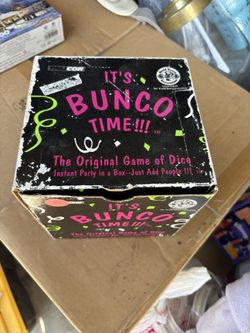 IT'S
BUNCO
TIME!!!
TM
The Original Game of Dice
Instant Party in a Box--Just Add People !!!
IT'S
BUNCO
TIME!!!
The Original Game of Dice